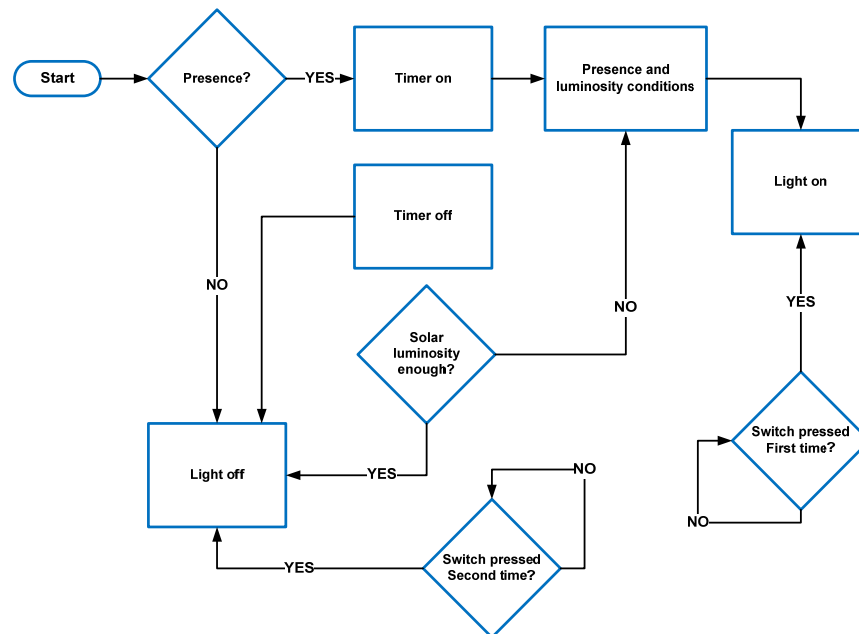 Start
Presence?
YES
Timer on
Presence and
luminosity conditions
Light on
Timer off
NO
Solar
luminosity
enough?
NO
YES
Switch pressed
First time?
NO
Light off
YES
NO
Switch pressed
Second time?
YES